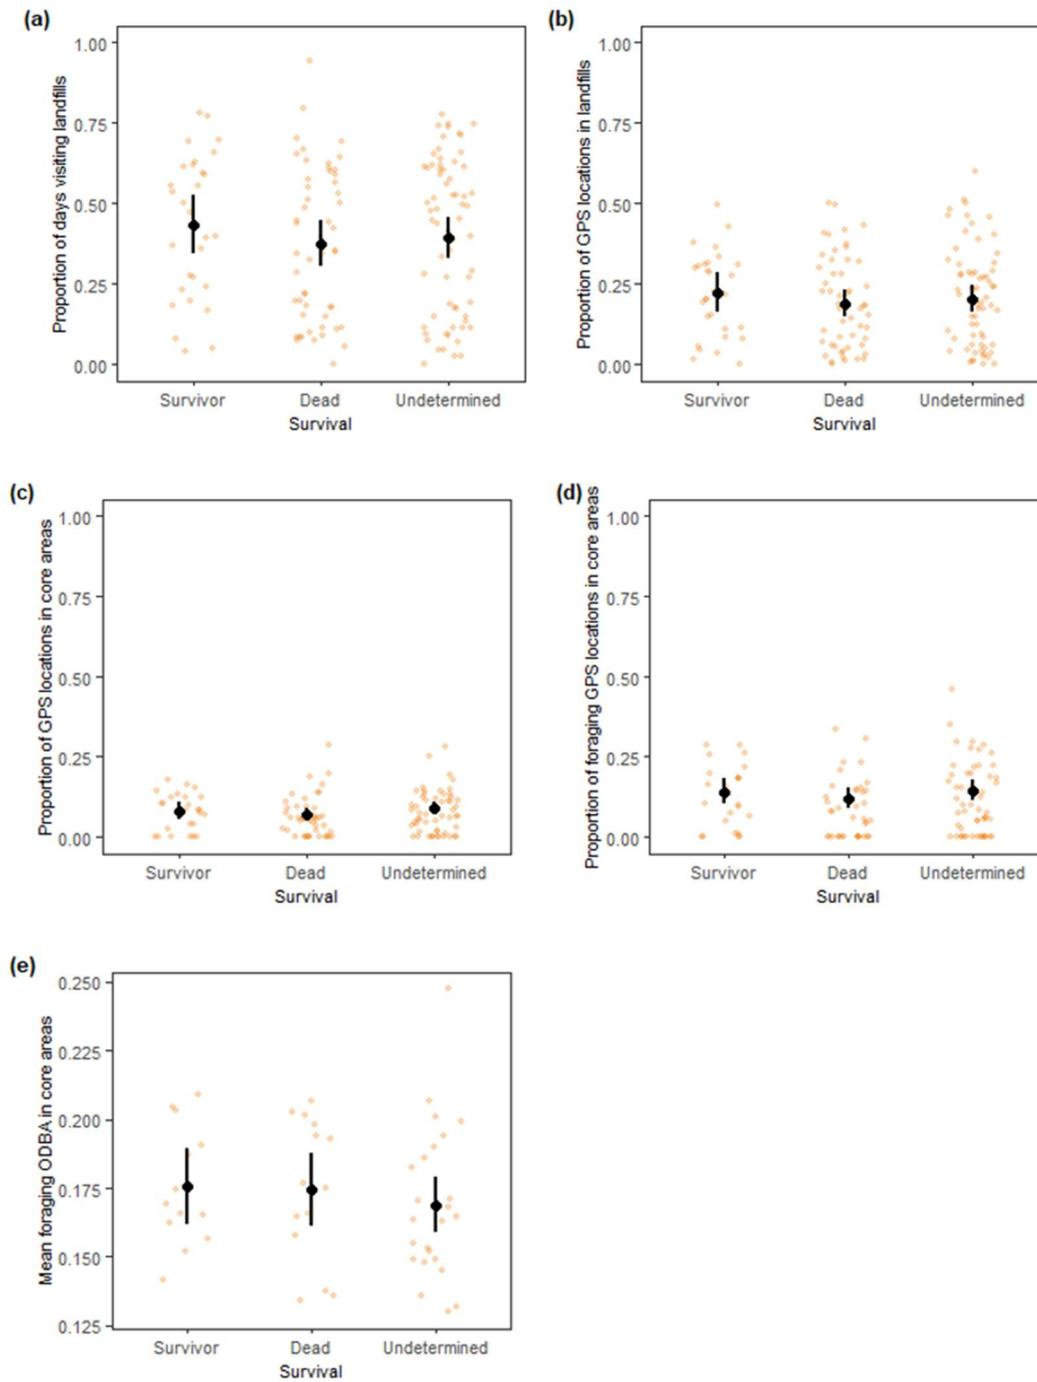 (a)
Proportion of days visiting landfills
1.00
0.75
0.50
0.25
0.00
Survivor Dead Undetermined
Survival
(b)
Proportion of GPS locations in landfills
1.00
0.75
0.50
0.25
0.00
Survivor Dead Undetermined
Survival
(c)
Proportion of GPS locations in core areas
1.00
0.75
0.50
0.25
0.00
Survivor Dead Undetermined
Survival
(d)
Proportion of foraging GPS locations in core areas
1.00
0.75
0.50
0.25
0.00
Survivor Dead Undetermined
Survival
(e)
Mean foraging ODBA in core areas
0.250
0.225
0.200
0.175
0.150
0.125
Survivor Dead Undetermined
Survival